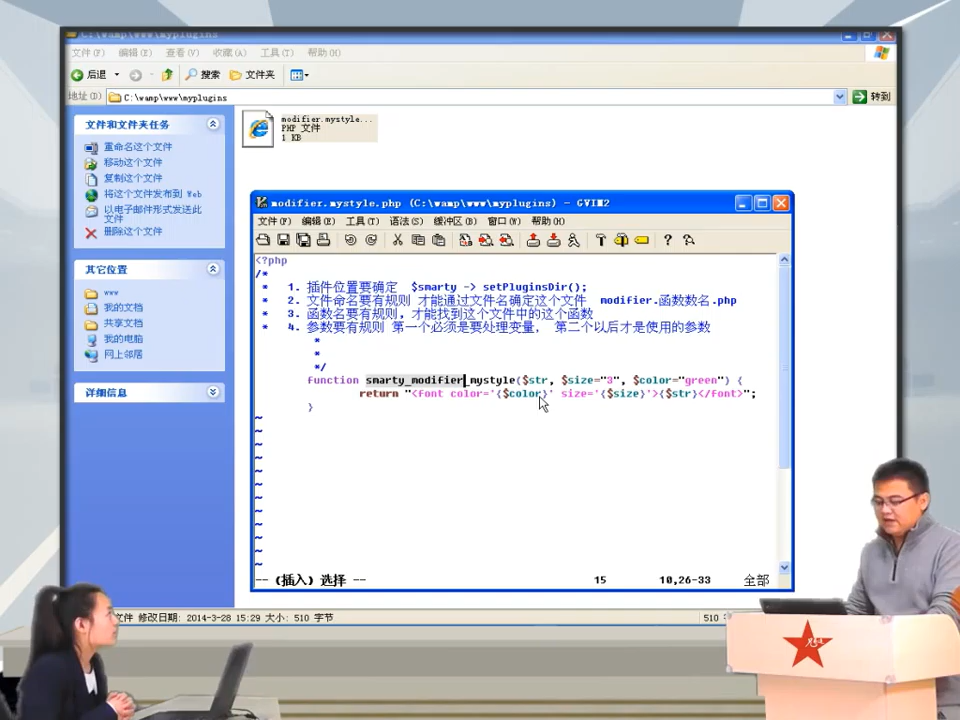 C:\wamp\www\myplugins
文件(F) 编辑(E) 查看(V) 收藏(A) 工具(T) 帮助(H)
后退 搜索 文件夹
地址(D) C:\wamp\www\myplugins 转到
文件和文件夹任务
重命名这个文件
移动这个文件
复制这个文件
将这个文件发布到 Web
以电子邮件形式发送此
文件
删除这个文件
其它位置
www
我的文档
共享文档
我的电脑
网上邻居
详细信息
modifier.mystyle...
PHP 文件
1 KB
modifier.mystyle.php (C:\wamp\www\myplugins) - GVIM2
文件(F) 编辑(E) 工具(T) 语法(S) 缓冲区(B) 窗口(W) 帮助(H)
<?php
/*
* 1. 插件位置要确定 $smarty -> setPluginsDir();
* 2. 文件命名要有规则 才能通过文件名确定这个文件 modifier.函数数名.php
* 3. 函数名要有规则，才能找到这个文件中的这个函数
* 4. 参数要有规则 第一个必须是要处理变量， 第二个以后才是使用的参数
*
*
*/
function smarty_modifier_mystyle($str, $size="3", $color="green") {
return "<font color='{$color}' size='{$size}'>{$str}</font>";
}
~
~
~
~
~
~
~
~
~
~
~
~
-- (插入) 选择 -- 15 10,26-33 全部
文件 修改日期: 2014-3-28 15:29 大小: 510 字节 510